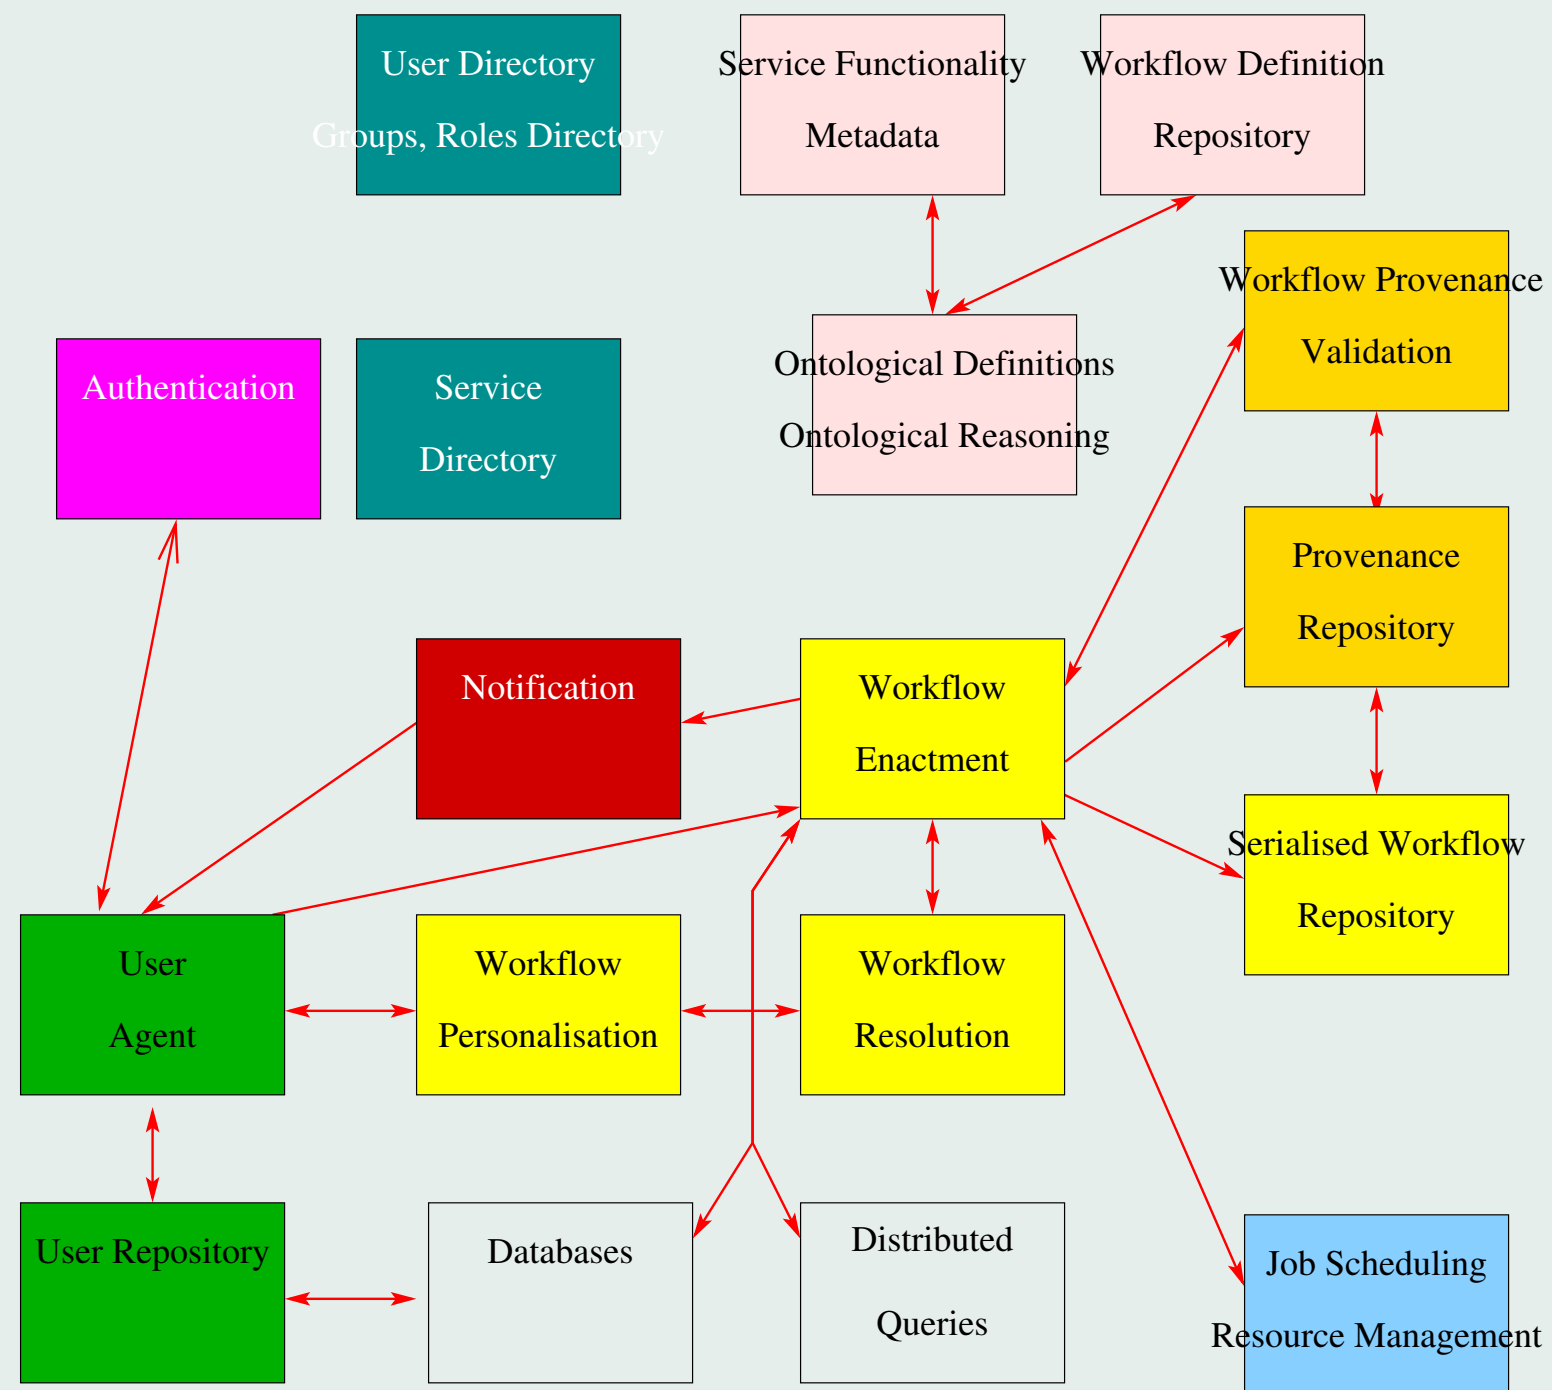 User Directory
Groups, Roles Directory
Service Functionality
Metadata
Workflow Definition
Repository
Workflow Provenance
Validation
Authentication
Service
Directory
Ontological Definitions
Ontological Reasoning
Provenance
Repository
Notification
Workflow
Enactment
Serialised Workflow
Repository
User
Agent
Workflow
Personalisation
Workflow
Resolution
User Repository
Databases
Distributed
Queries
Job Scheduling
Resource Management